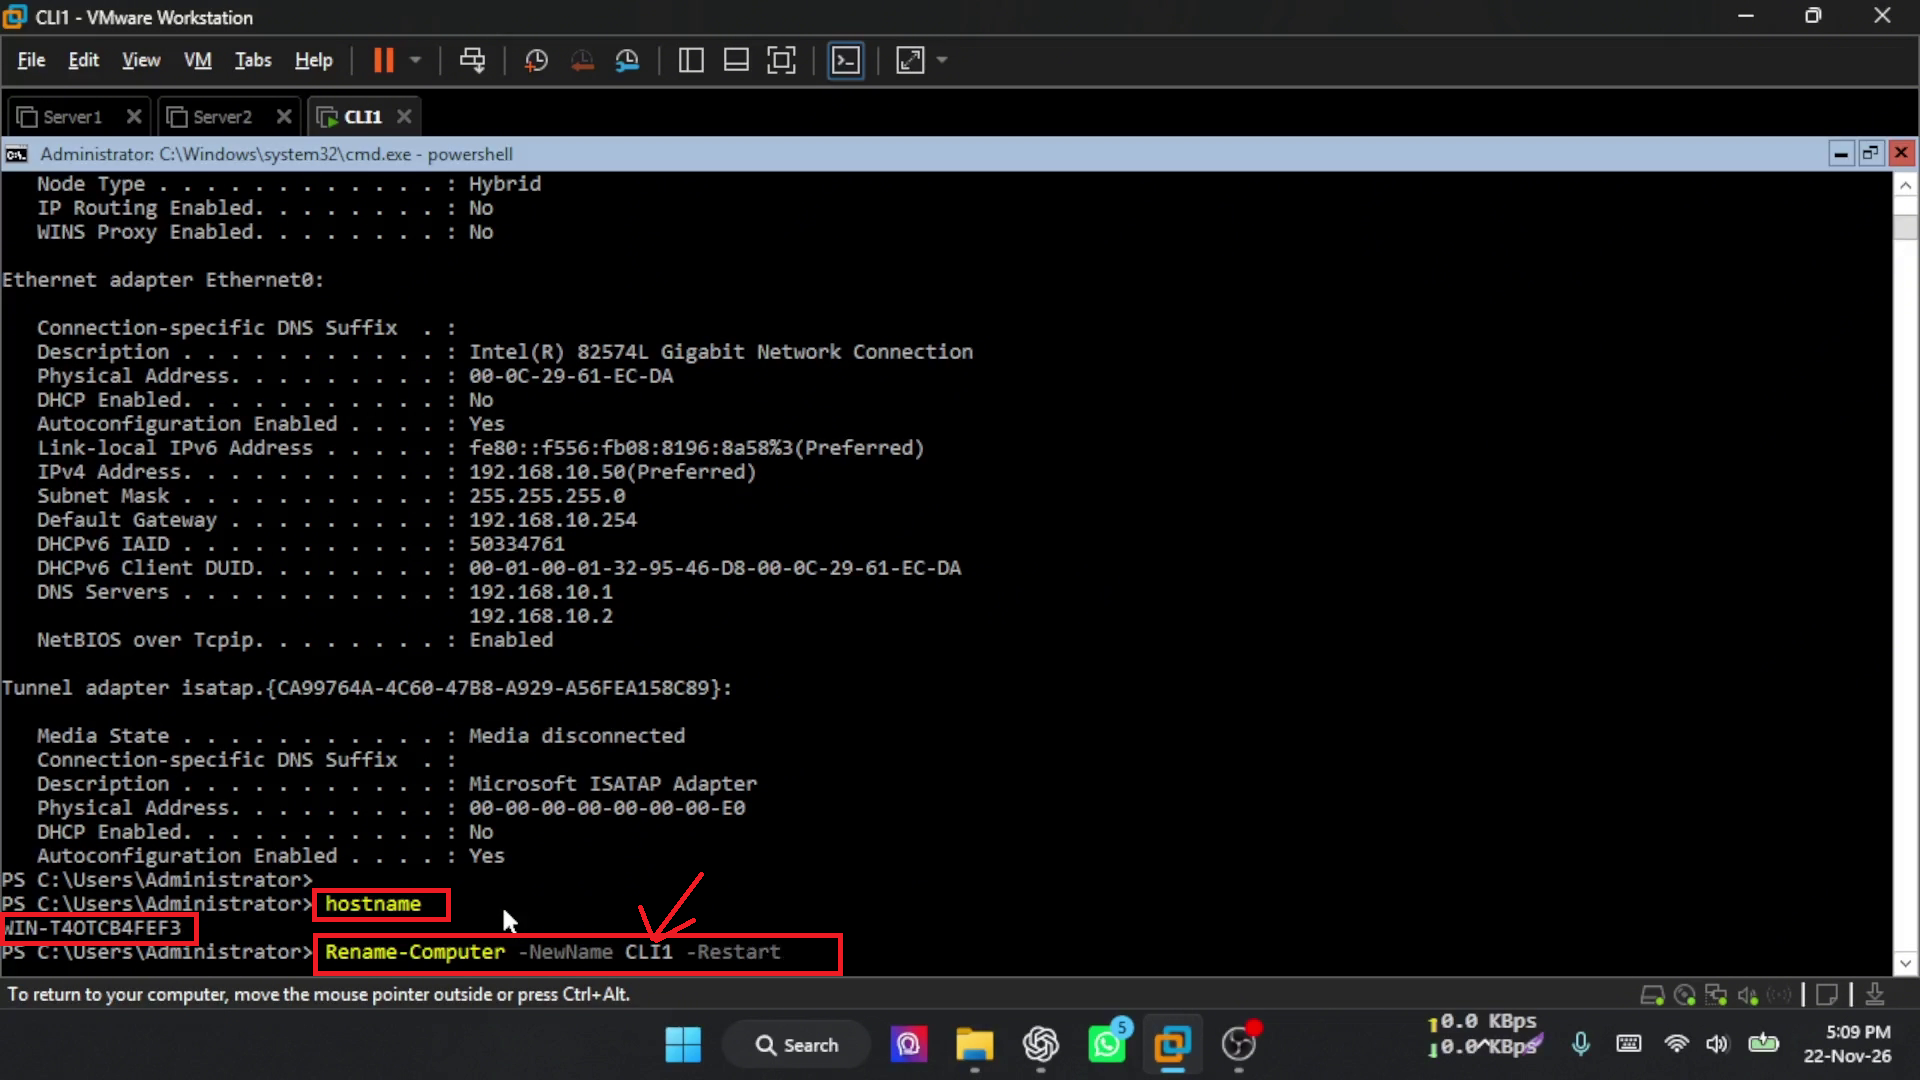 CLI1 - VMware Workstation
File Edit View VM Tabs Help
Server1 Server2 CLI1
Administrator: C:\Windows\system32\cmd.exe - powershell
Node Type . . . . . . . . . . . . : Hybrid
IP Routing Enabled. . . . . . . . : No
WINS Proxy Enabled. . . . . . . . : No
Ethernet adapter Ethernet0:
Connection-specific DNS Suffix . :
Description . . . . . . . . . . . : Intel(R) 82574L Gigabit Network Connection
Physical Address. . . . . . . . . : 00-0C-29-61-EC-DA
DHCP Enabled. . . . . . . . . . . : No
Autoconfiguration Enabled . . . . : Yes
Link-local IPv6 Address . . . . . : fe80::f556:fb08:8196:8a58%3(Preferred)
IPv4 Address. . . . . . . . . . . : 192.168.10.50(Preferred)
Subnet Mask . . . . . . . . . . . : 255.255.255.0
Default Gateway . . . . . . . . . : 192.168.10.254
DHCPv6 IAID . . . . . . . . . . . : 50334761
DHCPv6 Client DUID. . . . . . . . : 00-01-00-01-32-95-46-D8-00-0C-29-61-EC-DA
DNS Servers . . . . . . . . . . . : 192.168.10.1
192.168.10.2
NetBIOS over Tcpip. . . . . . . . : Enabled
Tunnel adapter isatap.{CA99764A-4C60-47B8-A929-A56FEA158C89}:
Media State . . . . . . . . . . . : Media disconnected
Connection-specific DNS Suffix . :
Description . . . . . . . . . . . : Microsoft ISATAP Adapter
Physical Address. . . . . . . . . : 00-00-00-00-00-00-00-E0
DHCP Enabled. . . . . . . . . . . : No
Autoconfiguration Enabled . . . . : Yes
PS C:\Users\Administrator>
PS C:\Users\Administrator> hostname
WIN-T4OTCB4FEF3
PS C:\Users\Administrator> Rename-Computer -NewName CLI1 -Restart
To return to your computer, move the mouse pointer outside or press Ctrl+Alt.
Search
5
0.0 KBps
0.0 KBps
5:09 PM
22-Nov-26